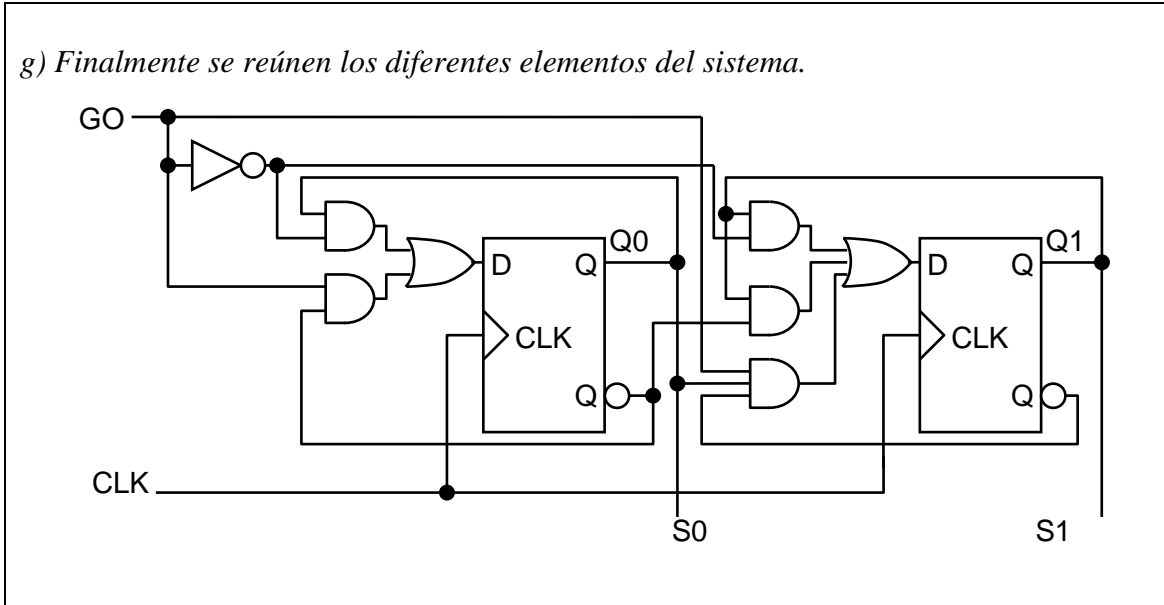 g) Finalmente se reúnen los diferentes elementos del sistema.
GO
Q0
Q1
D
Q
D
Q
CLK
CLK
Q
Q
CLK
S0
S1